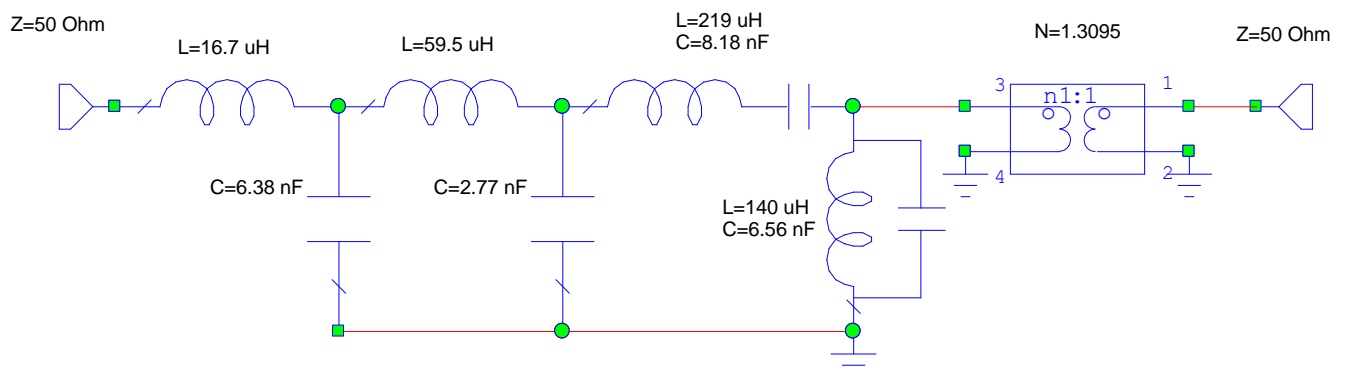 Z=50 Ohm
L=16.7 uH
L=59.5 uH
L=219 uH
C=8.18 nF
N=1.3095
Z=50 Ohm
3
n1:1
1
4
2
C=6.38 nF
C=2.77 nF
L=140 uH
C=6.56 nF